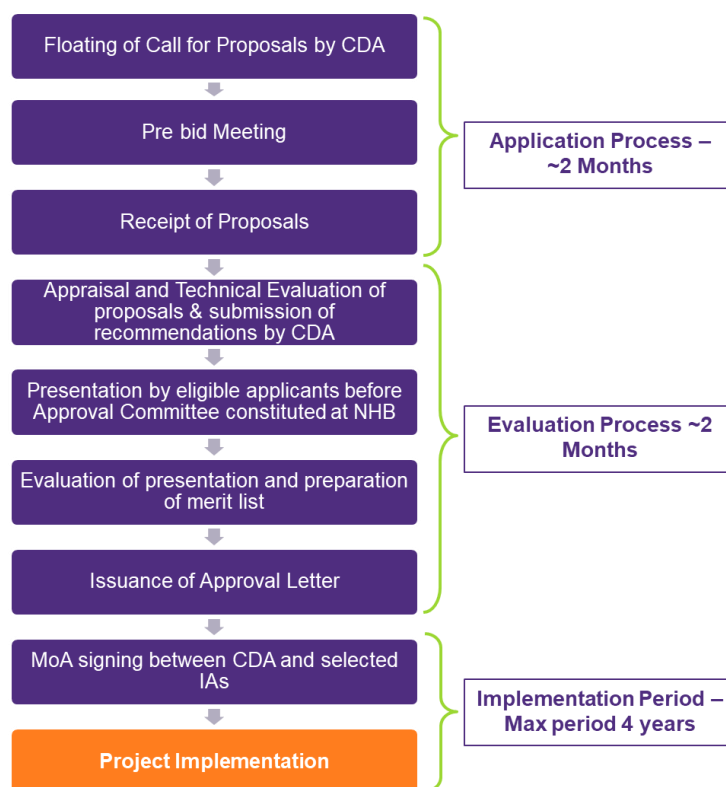 Floating of Call for Proposals by CDA
Pre bid Meeting
Receipt of Proposals
Application Process –
~2 Months
Appraisal and Technical Evaluation of
proposals & submission of
recommendations by CDA
Presentation by eligible applicants before
Approval Committee constituted at NHB
Evaluation of presentation and preparation
of merit list
Issuance of Approval Letter
Evaluation Process ~2
Months
MoA signing between CDA and selected
IAs
Project Implementation
Implementation Period –
Max period 4 years